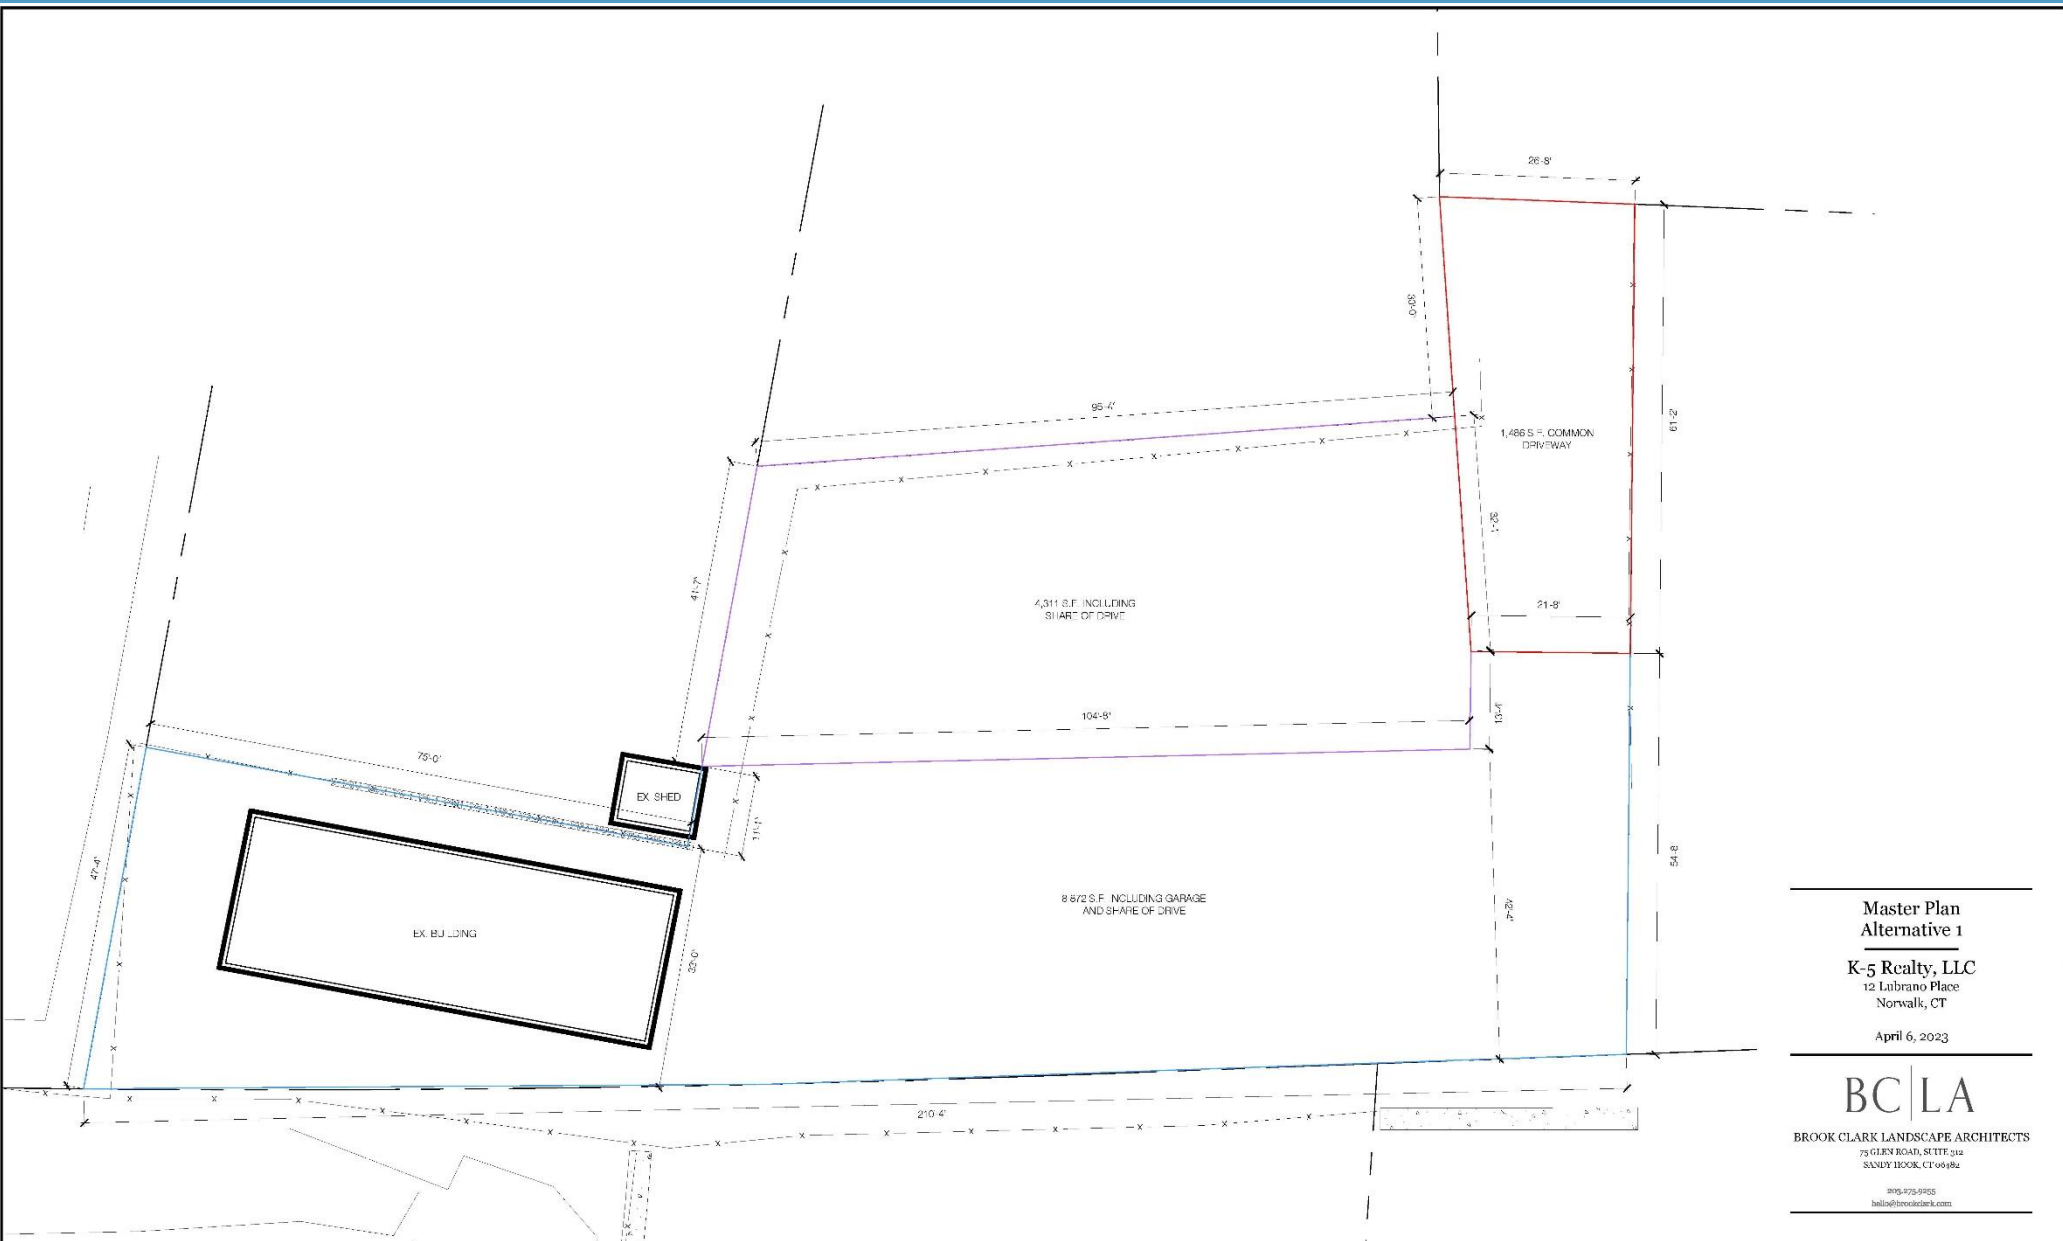 26'-8"
30'-0"
95'-4"
1,486 S.F. COMMON
DRIVEWAY
61'-2"
32'-1"
41'-7"
4,311 S.F. INCLUDING
SHARE OF DRIVE
21'-8"
104'-8"
13'-4"
75'-0"
EX. SHED
11'-1"
47'-4"
54'-8
8,872 S.F. INCLUDING GARAGE
AND SHARE OF DRIVE
42'-4"
EX. BUILDING
32'-0"
210'-4"
Master Plan
Alternative 1
K-5 Realty, LLC
12 Lubrano Place
Norwalk, CT
April 6, 2023
BC|LA
BROOK CLARK LANDSCAPE ARCHITECTS
75 GLEN ROAD, SUITE 312
SANDY HOOK, CT 06482
203.275.9255
hello@brookclark.com